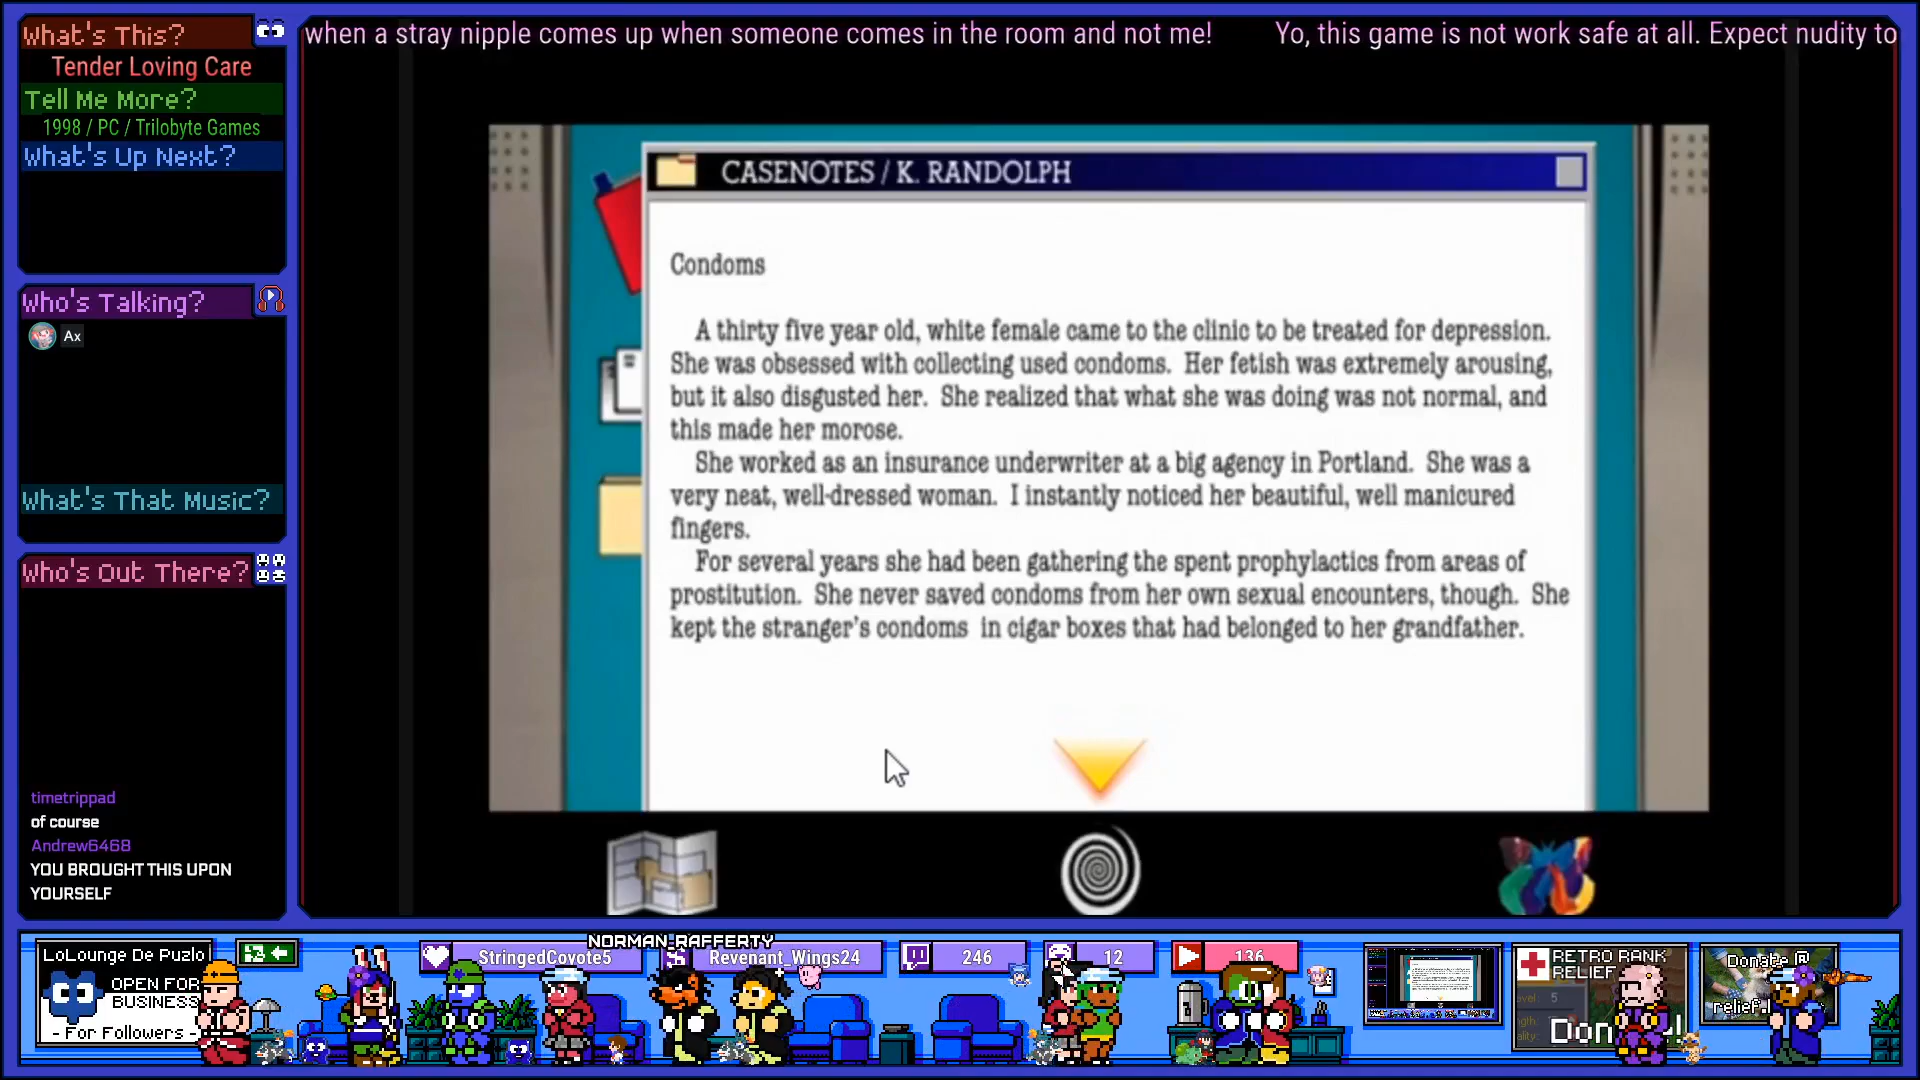 What's This?
Tender Loving Care
Tell Me More?
1998 / PC / Trilobyte Games
What's Up Next?
Who's Talking?
Ax
What's That Music?
Who's Out There?
timetrippad
of course
Andrew6468
YOU BROUGHT THIS UPON
YOURSELF
when a stray nipple comes up when someone comes in the room and not me! Yo, this game is not work safe at all. Expect nudity to
CASENOTES / K. RANDOLPH
Condoms
A thirty five year old, white female came to the clinic to be treated for depression.
She was obsessed with collecting used condoms. Her fetish was extremely arousing,
but it also disgusted her. She realized that what she was doing was not normal, and
this made her morose.
She worked as an insurance underwriter at a big agency in Portland. She was a
very neat, well-dressed woman. I instantly noticed her beautiful, well manicured
fingers.
For several years she had been gathering the spent prophylactics from areas of
prostitution. She never saved condoms from her own sexual encounters, though. She
kept the stranger's condoms in cigar boxes that had belonged to her grandfather.
LoLounge De Puzlo
OPEN FOR
BUSINESS
- For Followers -
NORMAN_RAFFERTY
StringedCoyote5
Revenant_Wings24
246
12
136
RETRO RANK
RELIEF
Donate @
relief.